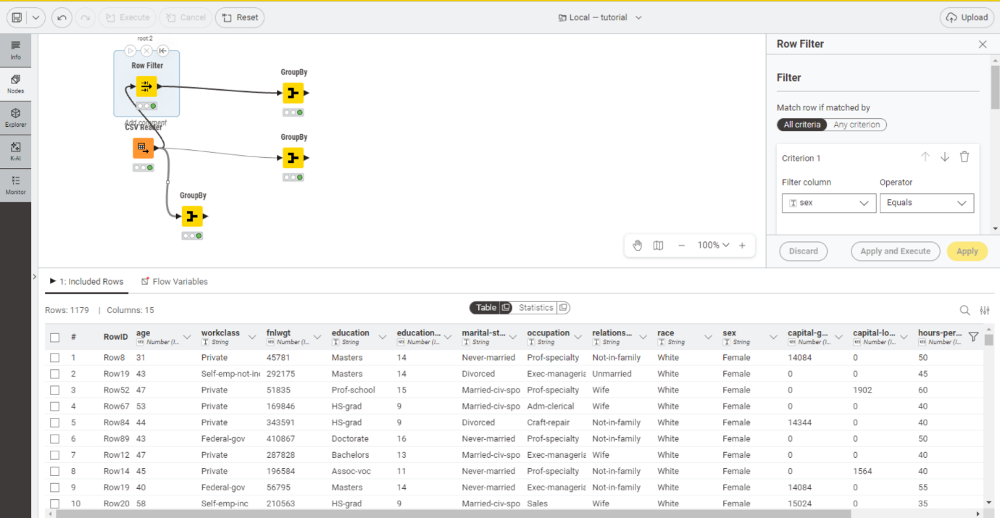 Execute Cancel Reset Local — tutorial Upload
Info
Nodes
Explorer
K-AI
Monitor
root:2
Row Filter
Add comment
CSV Reader
GroupBy
GroupBy
GroupBy
100%
Row Filter
Filter
Match row if matched by
All criteria Any criterion
Criterion 1
Filter column Operator
T sex Equals
Discard Apply and Execute Apply
1: Included Rows Flow Variables
Rows: 1179 | Columns: 15
Table Statistics
# RowID age workclass fnlwgt education education... marital-st... occupation relations... race sex capital-g... capital-lo... hours-per...
Number (I... String Number (I... String Number (I... String String String String String Number (I... Number (I... Number (I...
1 Row8 31 Private 45781 Masters 14 Never-married Prof-specialty Not-in-family White Female 14084 0 50
2 Row19 43 Self-emp-not-inc 292175 Masters 14 Divorced Exec-manageria Unmarried White Female 0 0 45
3 Row52 47 Private 51835 Prof-school 15 Married-civ-spo Prof-specialty Wife White Female 0 1902 60
4 Row67 53 Private 169846 HS-grad 9 Married-civ-spo Adm-clerical Wife White Female 0 0 40
5 Row84 44 Private 343591 HS-grad 9 Divorced Craft-repair Not-in-family White Female 14344 0 40
6 Row89 43 Federal-gov 410867 Doctorate 16 Never-married Prof-specialty Not-in-family White Female 0 0 50
7 Row12 47 Private 287828 Bachelors 13 Married-civ-spo Exec-manageria Wife White Female 0 0 40
8 Row14 45 Private 196584 Assoc-voc 11 Never-married Prof-specialty Not-in-family White Female 0 1564 40
9 Row19 40 Federal-gov 56795 Masters 14 Never-married Exec-manageria Not-in-family White Female 14084 0 55
10 Row20 58 Self-emp-inc 210563 HS-grad 9 Married-civ-spo Sales Wife White Female 15024 0 35